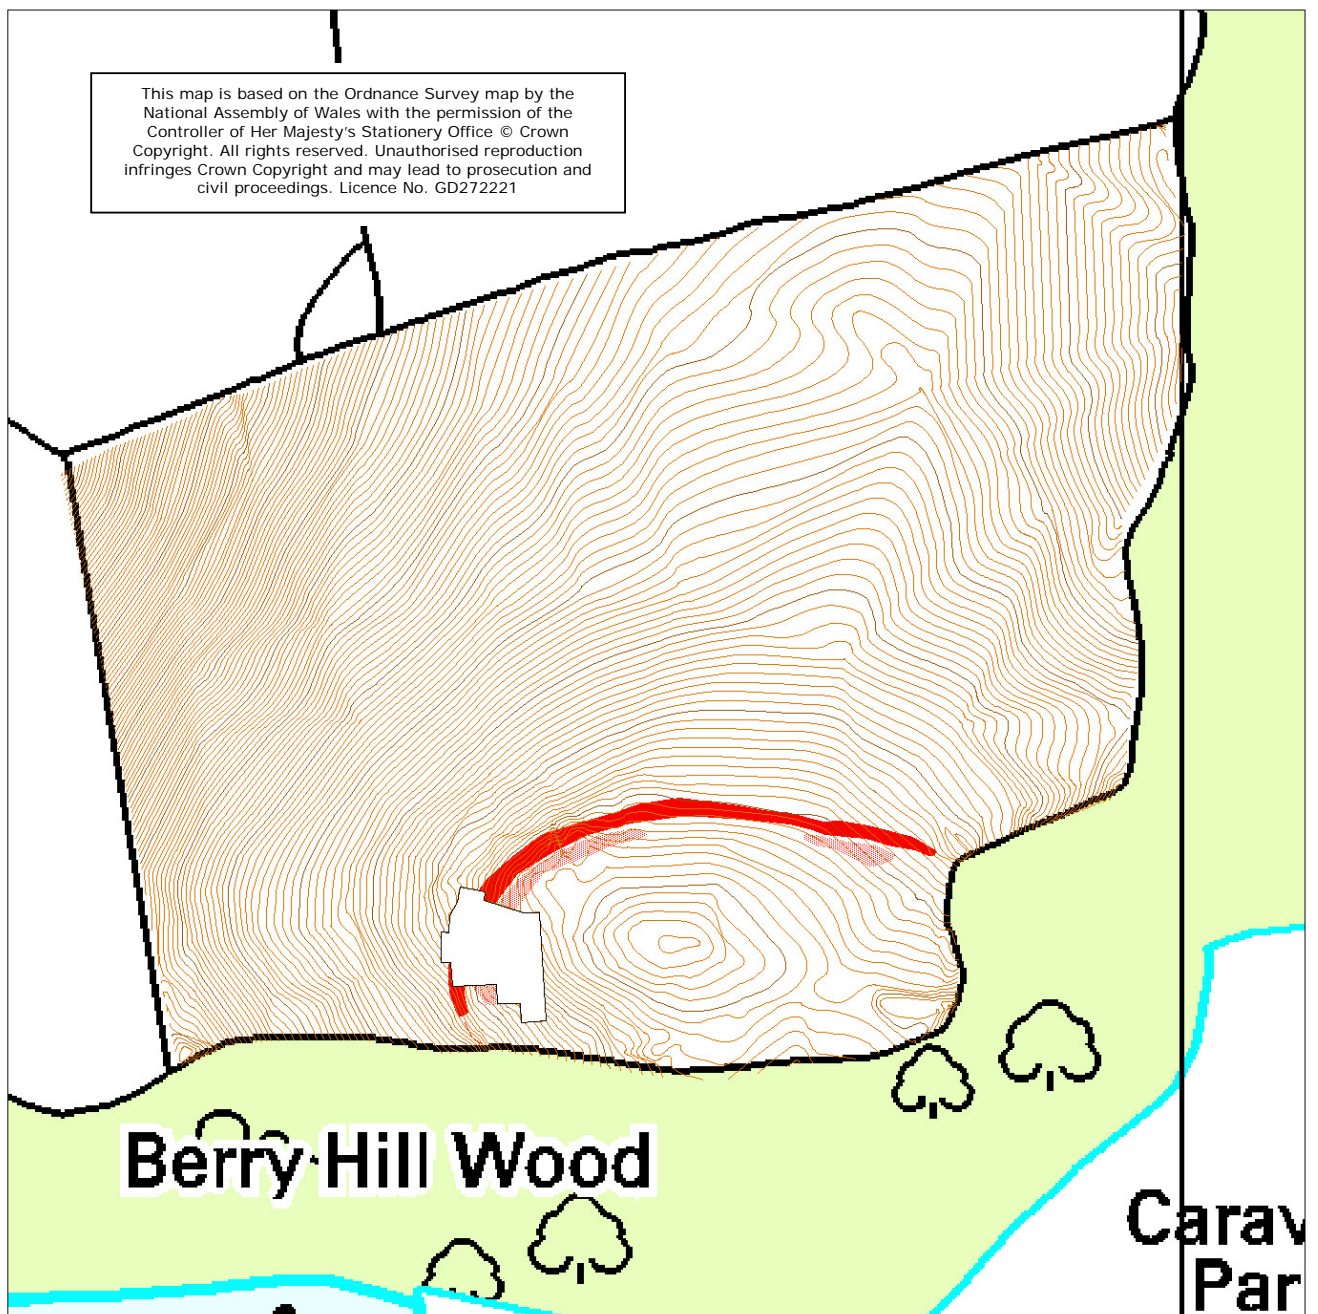 This map is based on the Ordnance Survey map by the
National Assembly of Wales with the permission of the
Controller of Her Majesty's Stationery Office © Crown
Copyright. All rights reserved. Unauthorised reproduction
infringes Crown Copyright and may lead to prosecution and
civil proceedings. Licence No. GD272221
Berry Hill Wood
Carav
Par